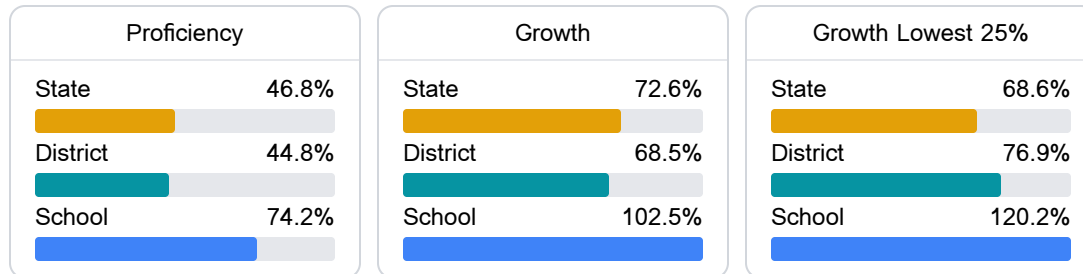 Proficiency
State 46.8%
District 44.8%
School 74.2%
Growth
State 72.6%
District 68.5%
School 102.5%
Growth Lowest 25%
State 68.6%
District 76.9%
School 120.2%